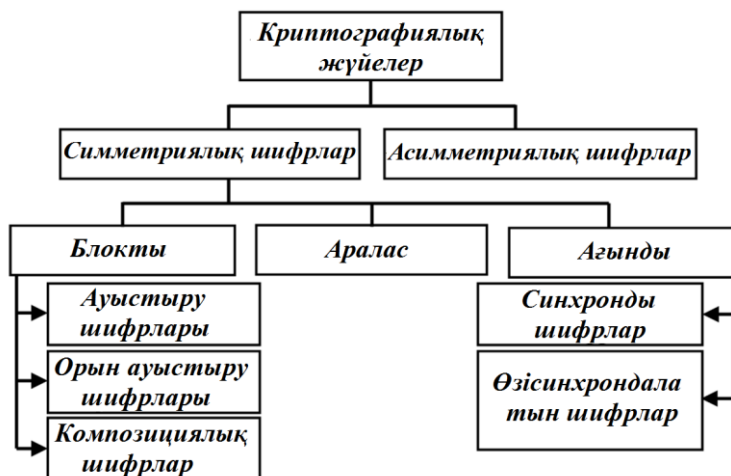 Криптографиялық
жүйелер
Симметриялық шифрлар
Асимметриялық шифрлар
Блокты
Аралас
Ағынды
Ауыстыру
шифрлары
Орын ауыстыру
шифрлары
Композициялық
шифрлар
Синхронды
шифрлар
Өзісинхрондала
тын шифрлар